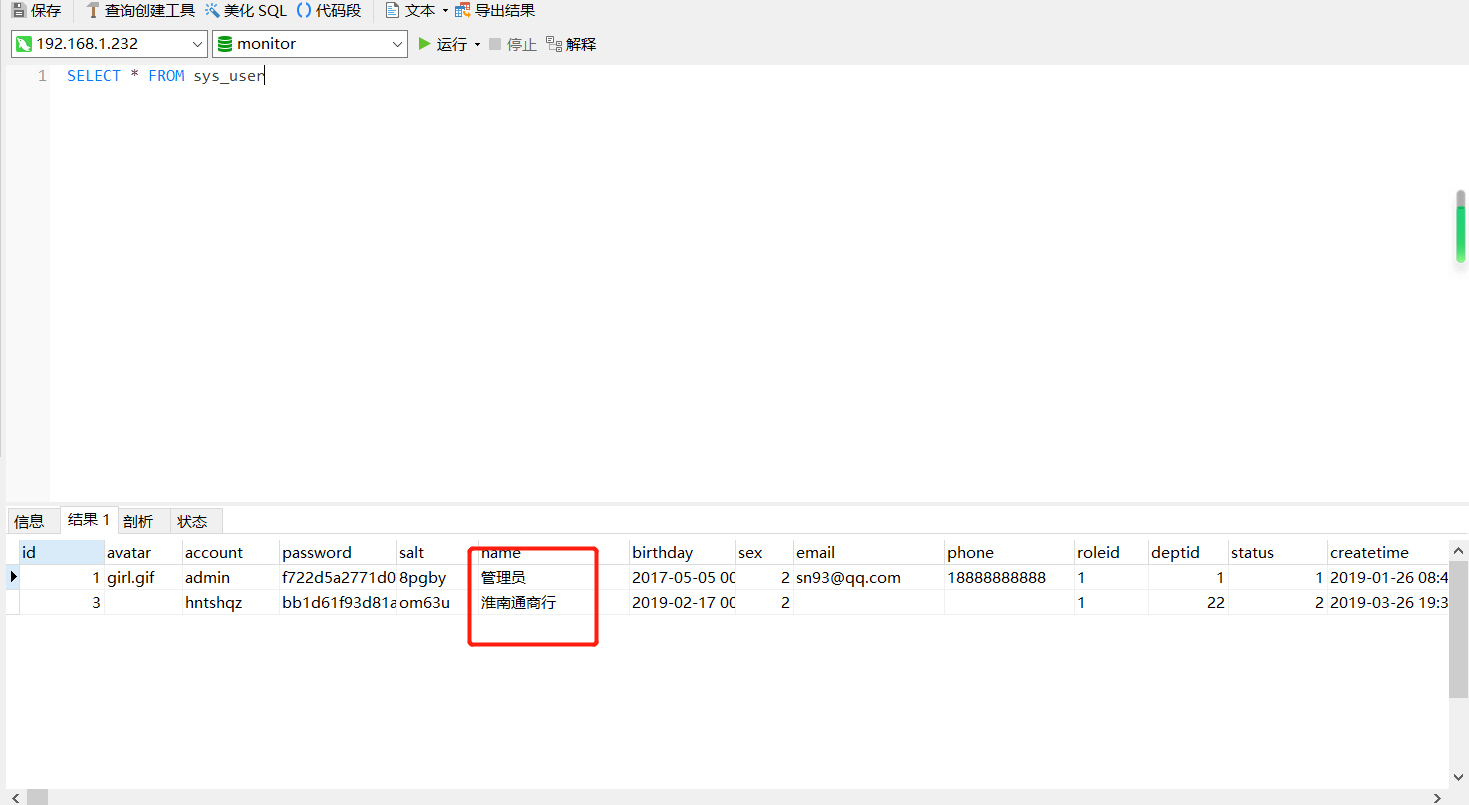 保存 查询创建工具 美化 SQL () 代码段 文本 导出结果
192.168.1.232 monitor 运行 停止 解释
1 SELECT * FROM sys_user
信息 结果 1 剖析 状态
id avatar account password salt name birthday sex email phone roleid deptid status createtime
1 girl.gif admin f722d5a2771d0 8pgby 管理员 2017-05-05 00 2 sn93@qq.com 18888888888 1 1 1 2019-01-26 08:4
3 hntshqz bb1d61f93d81a om63u 淮南通商行 2019-02-17 00 2 1 22 2 2019-03-26 19:3